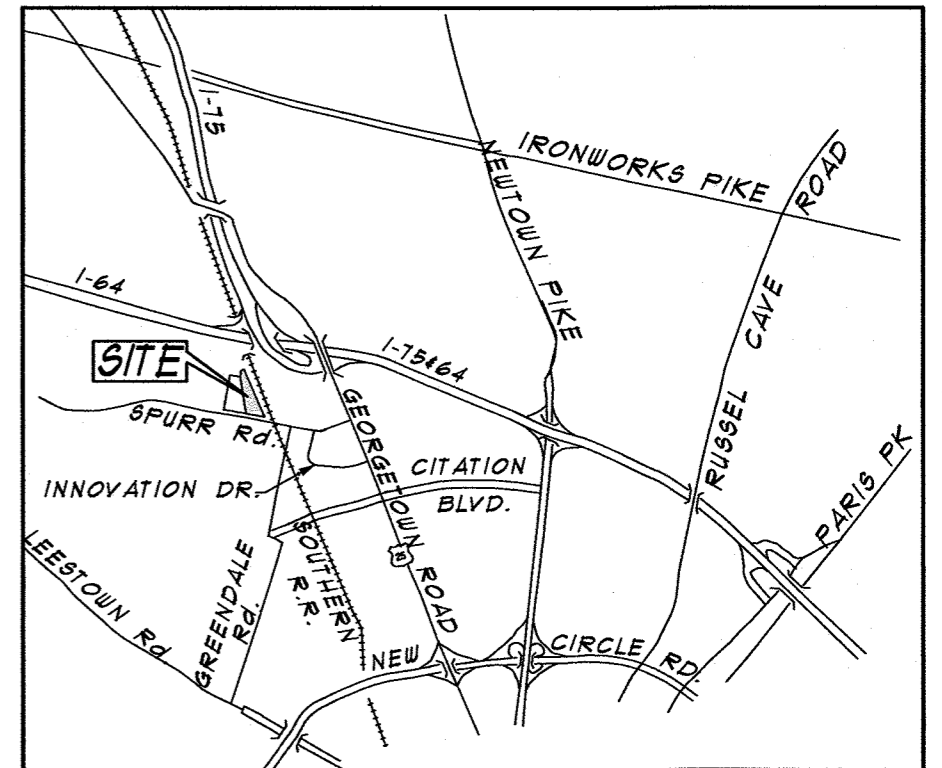 I-75
NEWTOWN PIKE
IRONWORKS PIKE
RUSSEL CAVE ROAD
I-64
SITE
I-75&64
SPURR Rd.
GEORGETOWN ROAD
INNOVATION DR.
CITATION
BLVD.
PARIS PK
LEESTOWN Rd
GREENDALE
Rd.
SOUTHERN
R.R.
NEW CIRCLE RD.